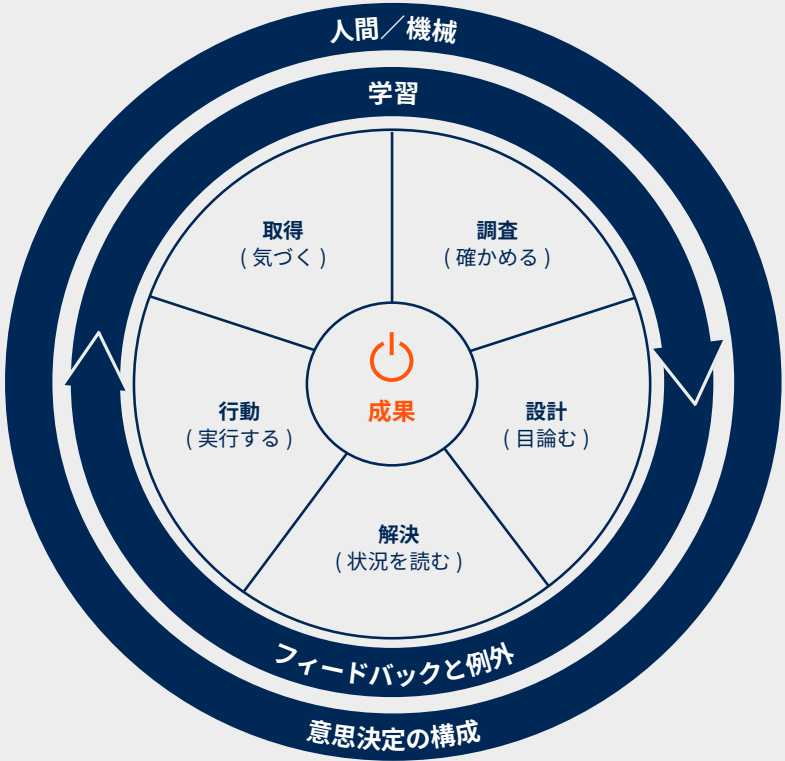 人間／機械
学習
取得
( 気づく )
調査
( 確かめる )
成果
行動
( 実行する )
設計
( 目論む )
解決
( 状況を読む )
フィードバックと例外
意思決定の構成